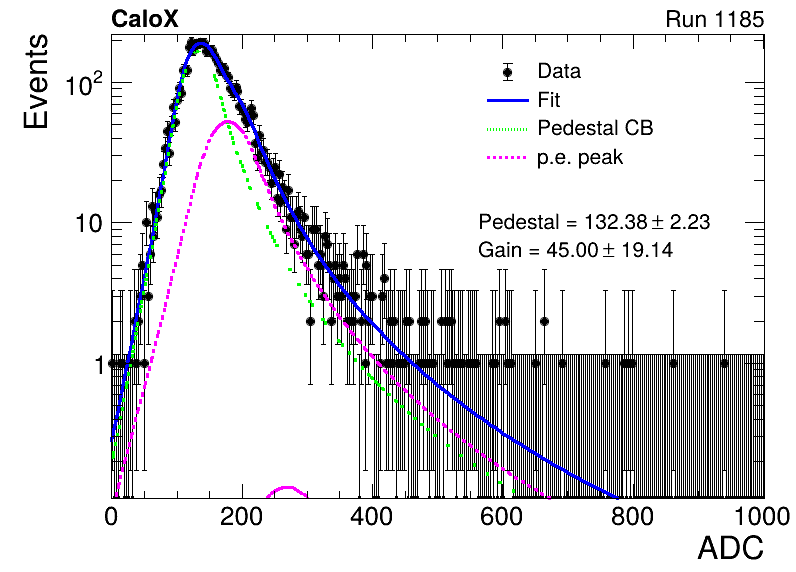 CaloX Run 1185
Events
Data
Fit
Pedestal CB
p.e. peak
Pedestal = 132.38 ± 2.23
Gain = 45.00 ± 19.14
10²
10
1
0 200 400 600 800 1000
ADC